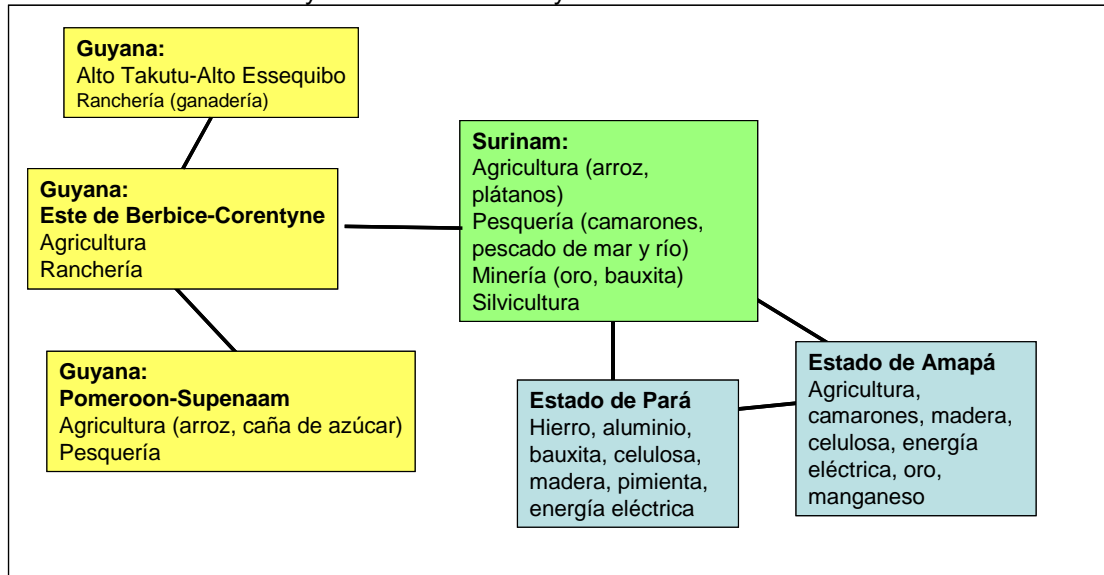 Guyana:
Alto Takutu-Alto Essequibo
Ranchería (ganadería)
Guyana:
Este de Berbice-Corentyne
Agricultura
Ranchería
Guyana:
Pomeroon-Supenaam
Agricultura (arroz, caña de azúcar)
Pesquería
Surinam:
Agricultura (arroz,
plátanos)
Pesquería (camarones,
pescado de mar y río)
Minería (oro, bauxita)
Silvicultura
Estado de Pará
Hierro, aluminio,
bauxita, celulosa,
madera, pimienta,
energía eléctrica
Estado de Amapá
Agricultura,
camarones, madera,
celulosa, energía
eléctrica, oro,
manganeso